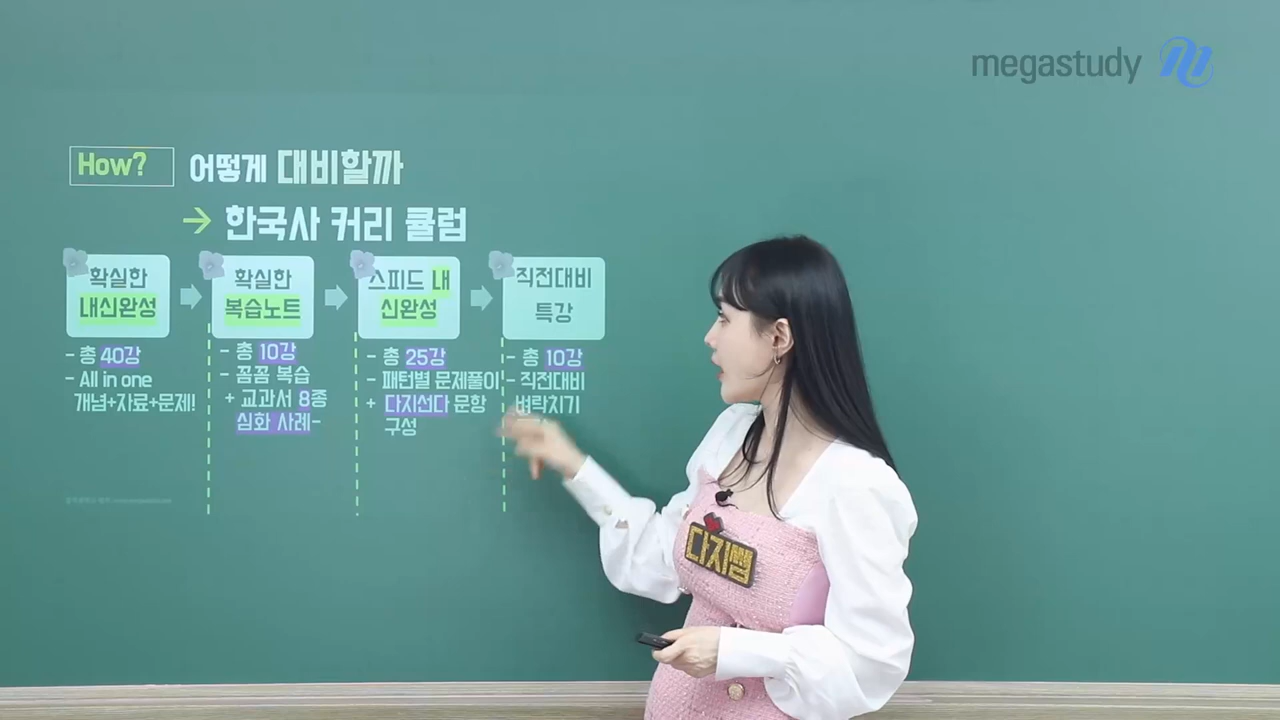 megastudy
How?
어떻게 대비할까
→ 한국사 커리 큘럼
확실한
내신완성
- 총 40강
- All in one
개념+자료+문제!
확실한
복습노트
- 총 10강
- 꼼꼼 복습
+ 교과서 8종
심화 사례-
스피드 내
신완성
- 총 25강
- 패턴별 문제풀이
+ 다지선다 문항
구성
직전대비
특강
- 총 10강
- 직전대비
벼락치기
다지쌤